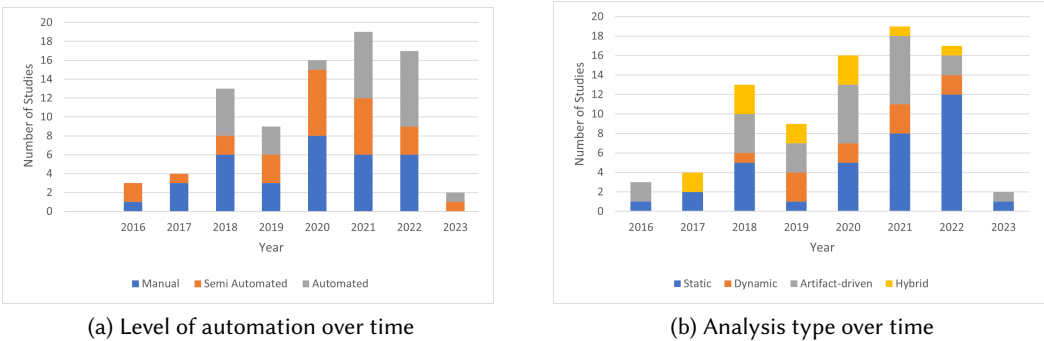 20
18
16
14
12
10
8
6
4
2
0
Number of Studies
2016 2017 2018 2019 2020 2021 2022 2023
Year
Manual Semi Automated Automated
(a) Level of automation over time
20
18
16
14
12
10
8
6
4
2
0
Number of Studies
2016 2017 2018 2019 2020 2021 2022 2023
Year
Static Dynamic Artifact-driven Hybrid
(b) Analysis type over time